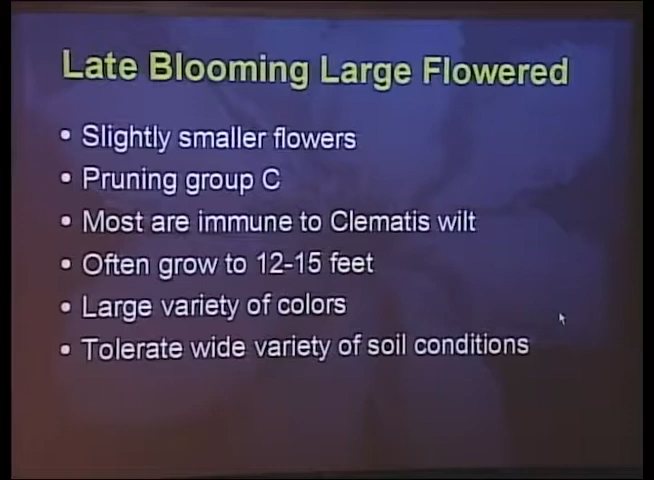 Late Blooming Large Flowered
• Slightly smaller flowers
• Pruning group C
• Most are immune to Clematis wilt
• Often grow to 12-15 feet
• Large variety of colors
• Tolerate wide variety of soil conditions